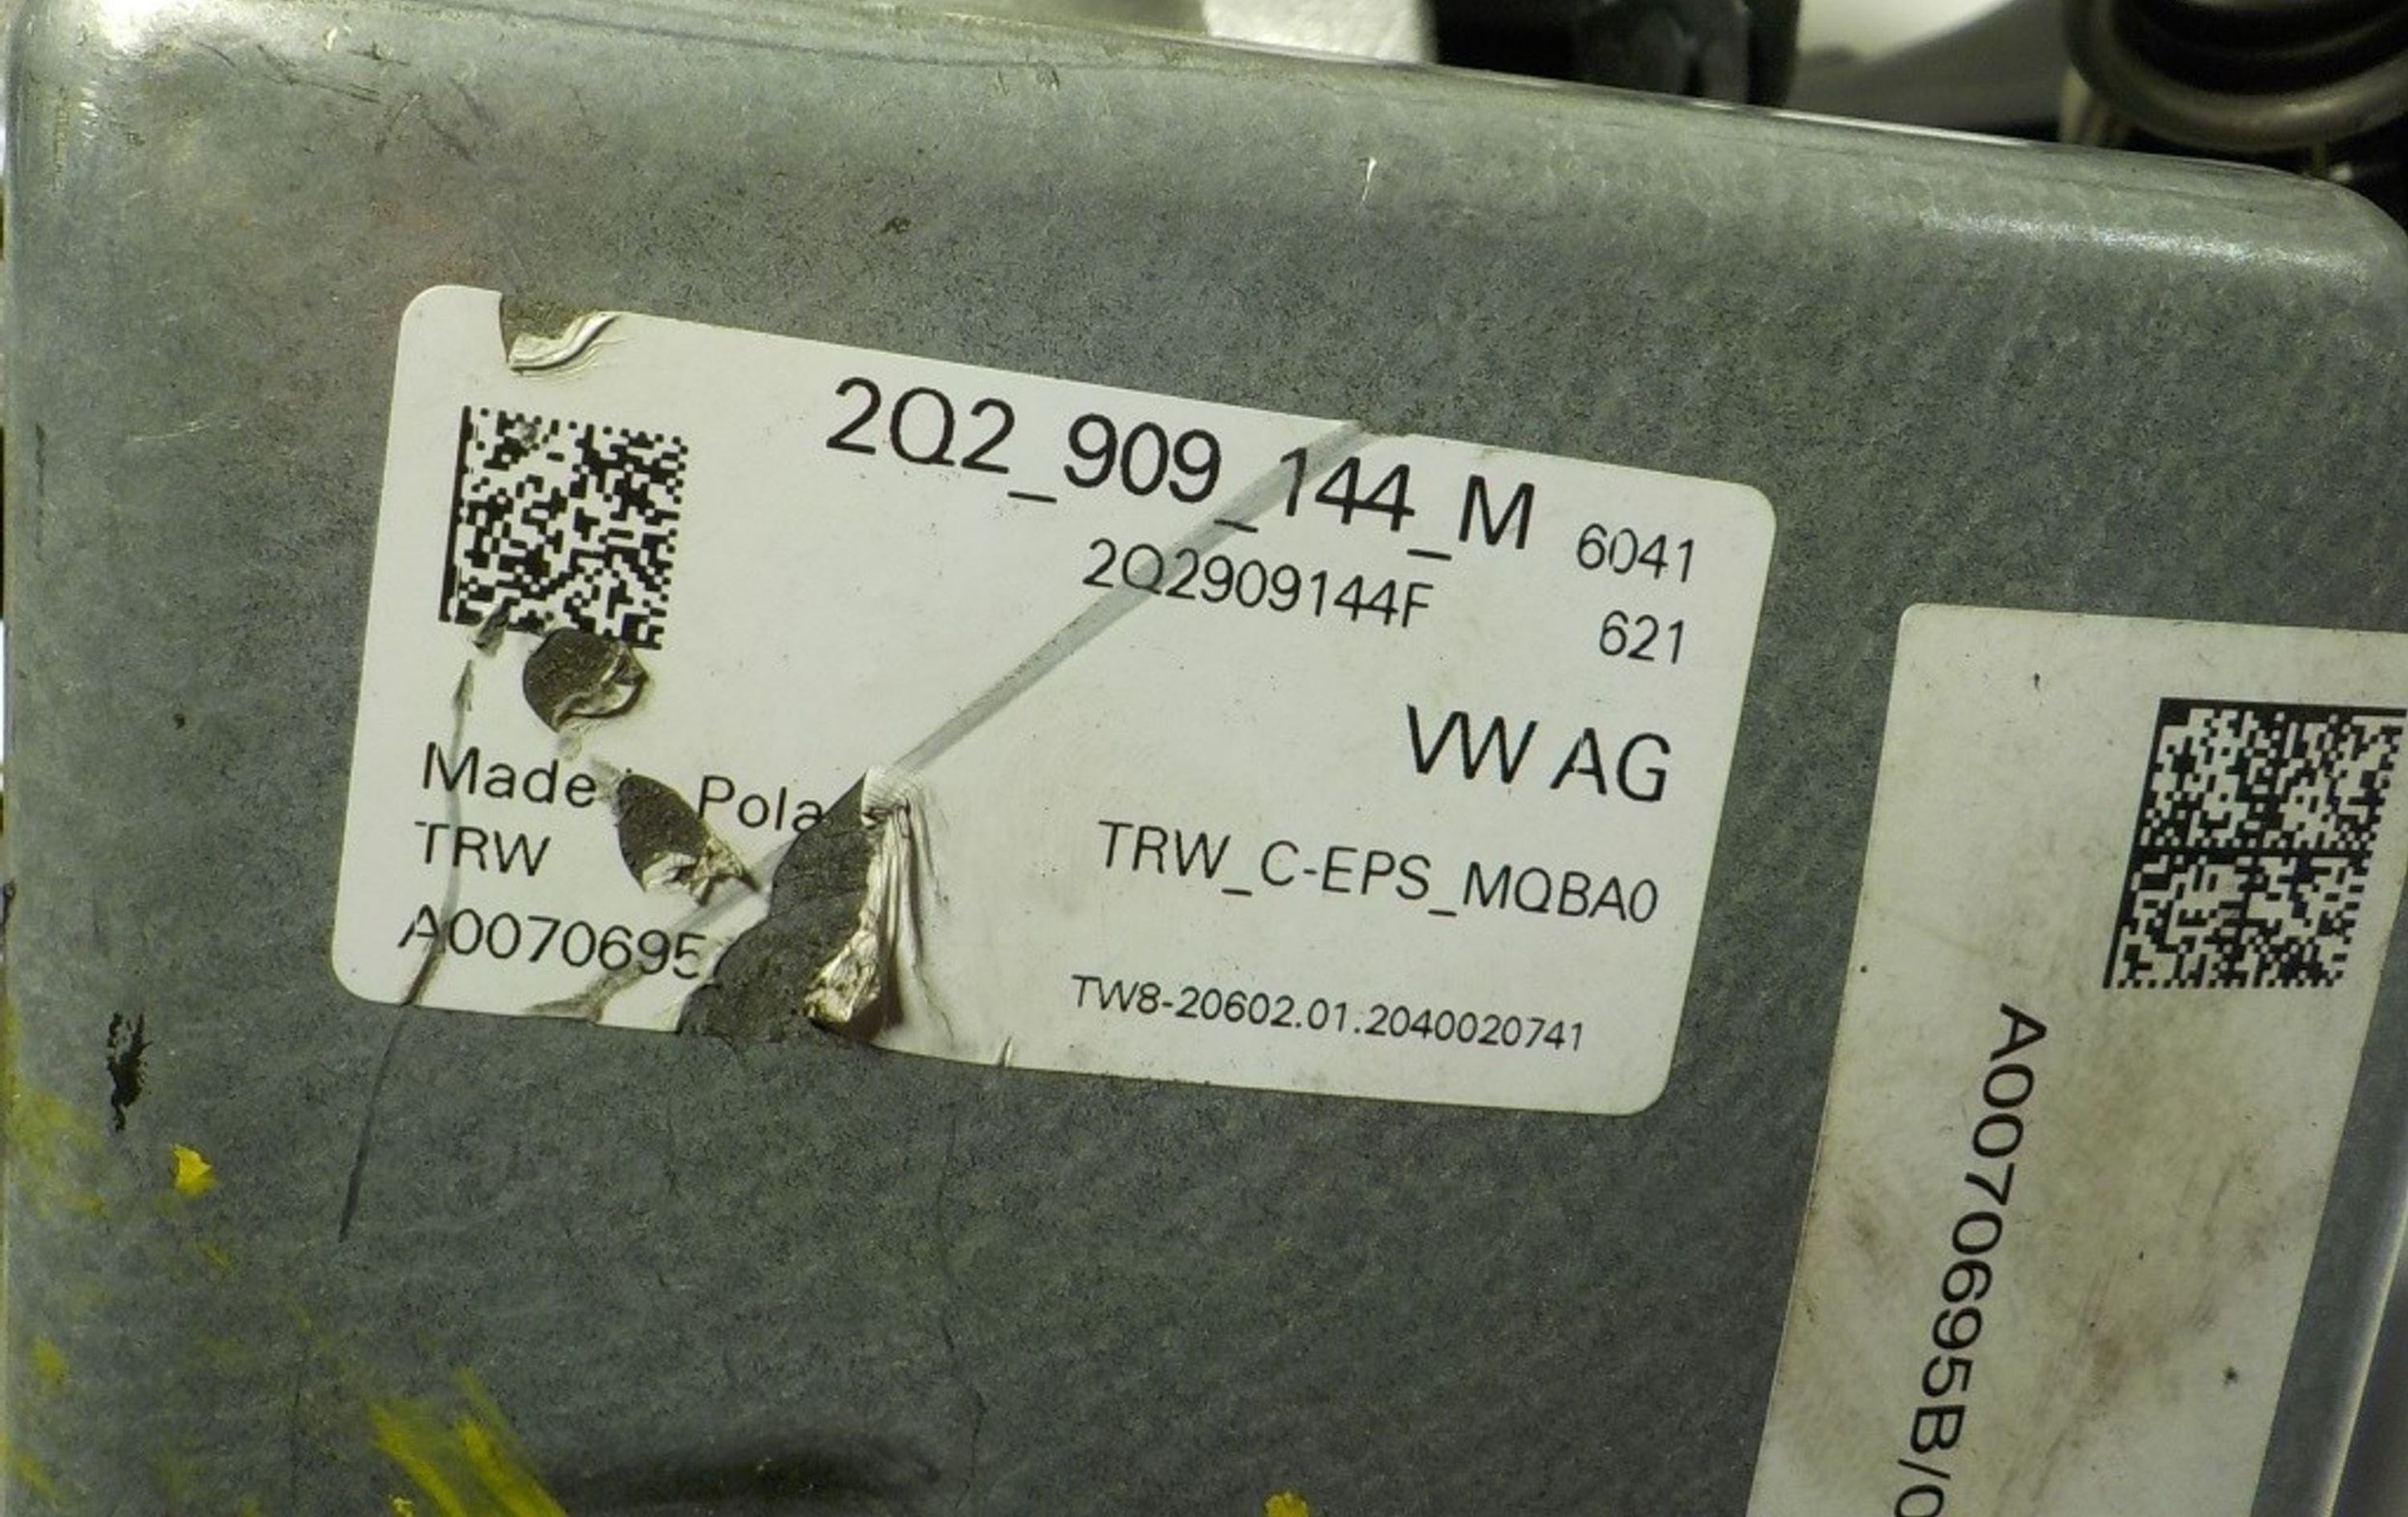 2Q2_909_144_M 6041
2Q2909144F 621
VW AG
Made Pola
TRW
TRW_C-EPS_MQBA0
A0070695
TW8-20602.01.2040020741
A0070695B/0